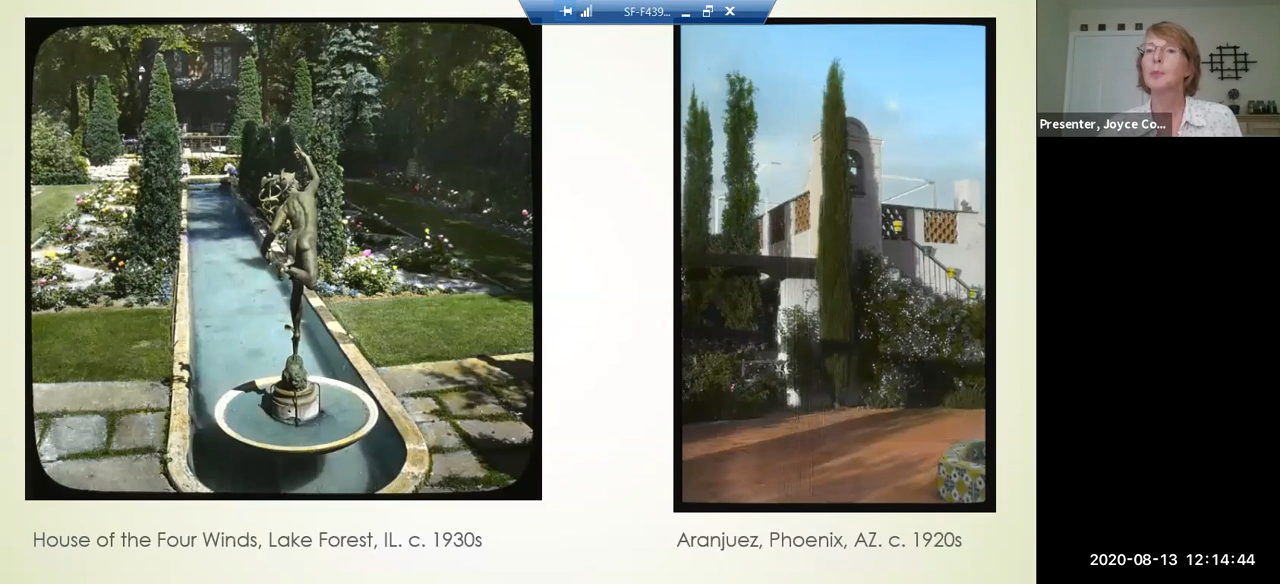 SF-F439...
Presenter, Joyce Co...
House of the Four Winds, Lake Forest, IL. c. 1930s
Aranjuez, Phoenix, AZ. c. 1920s
2020-08-13 12:14:44